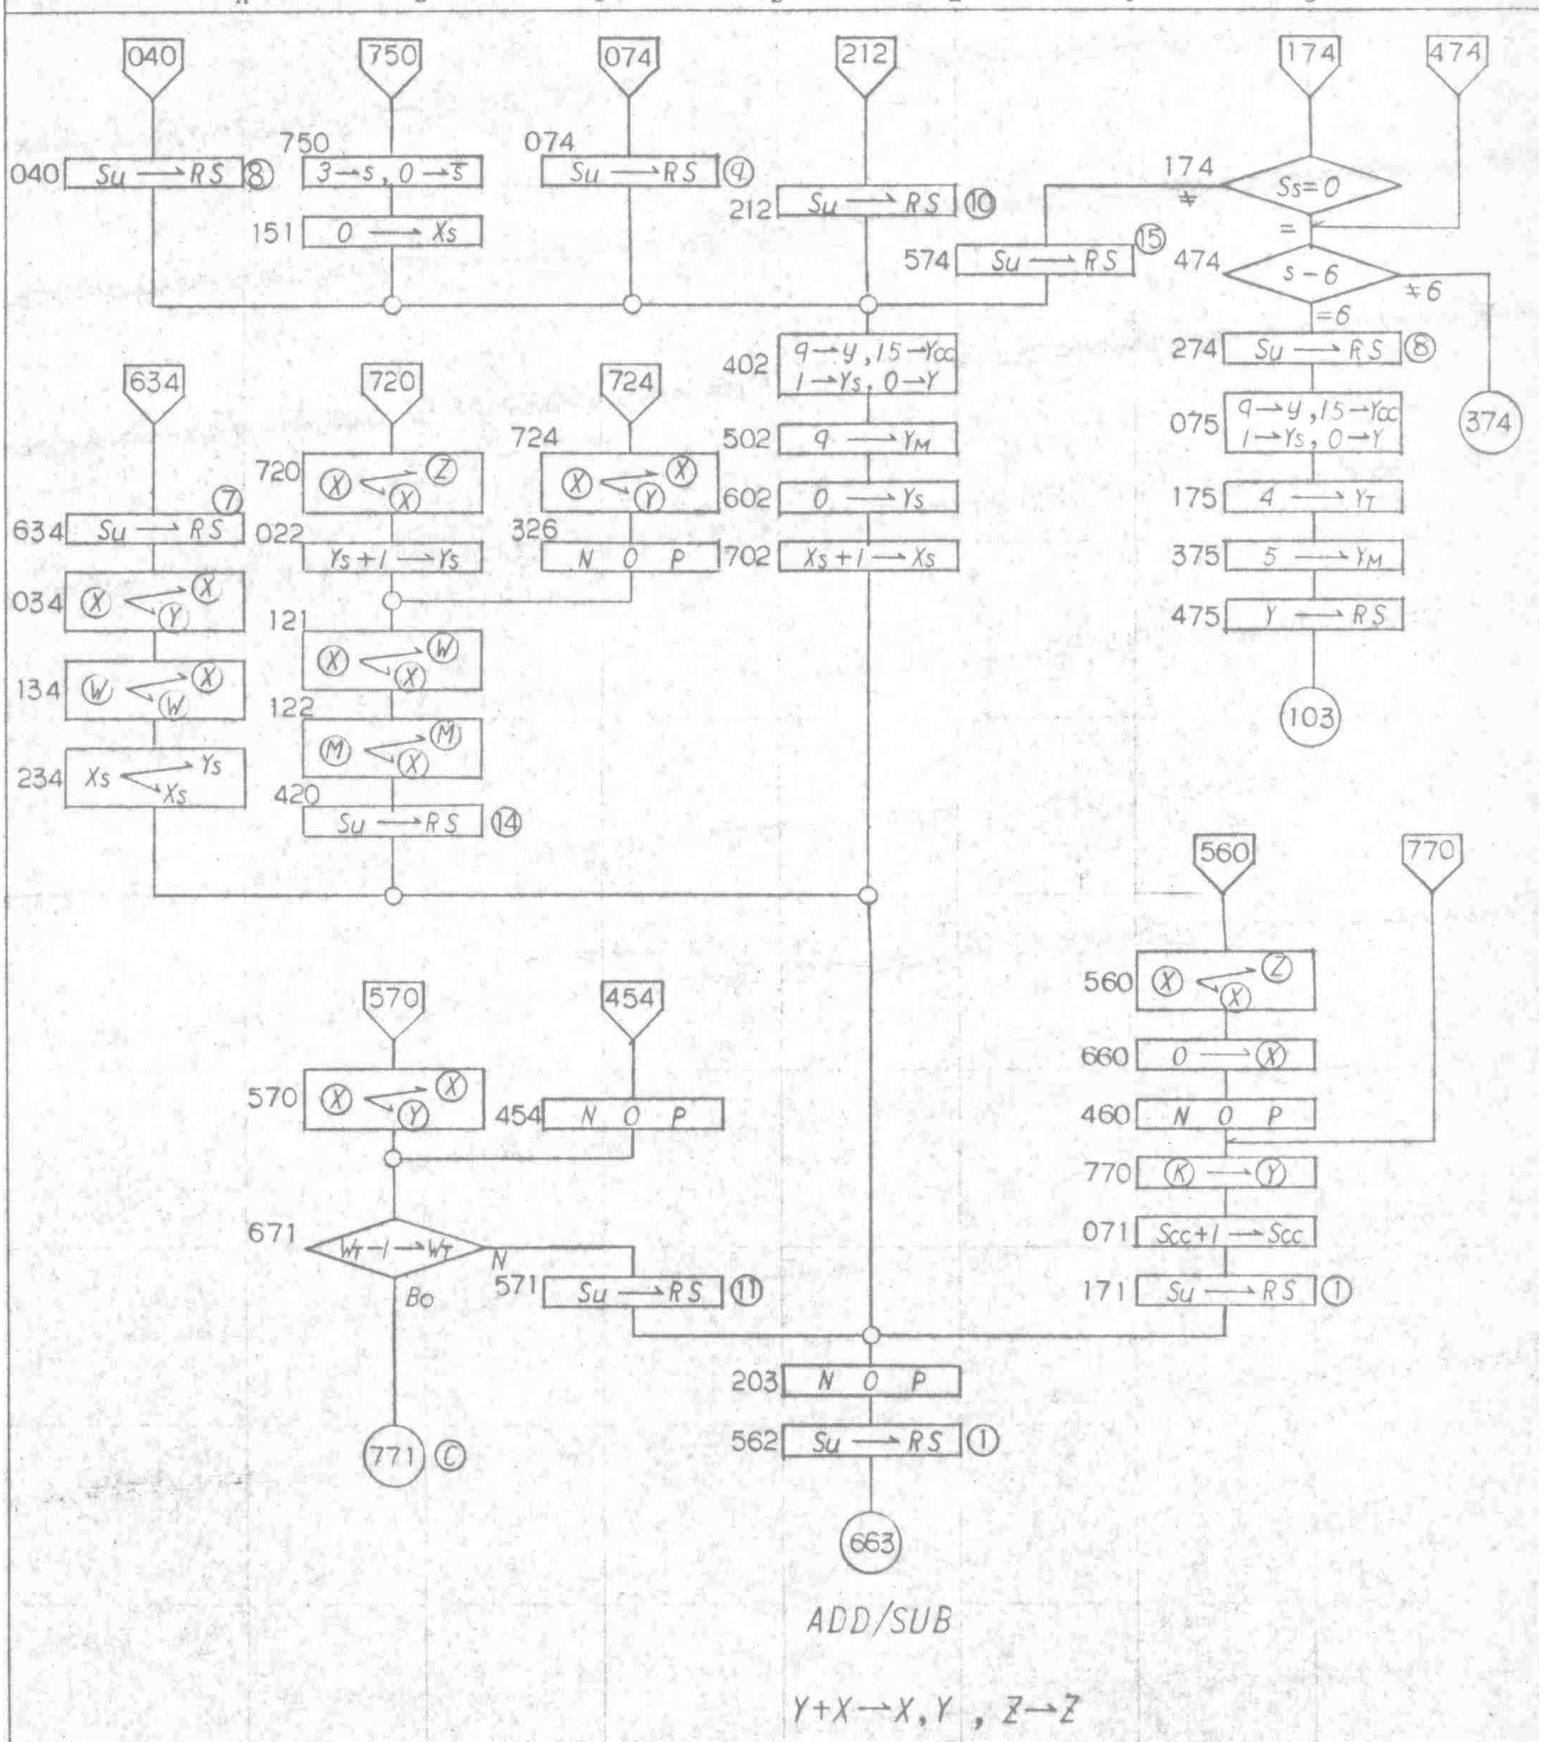 040
750
074
212
174
474
040 Su → RS ⑧
750
3→s, 0→s̅
151 0 → Xs
074
Su → RS ⑨
212 Su → RS ⑩
174 Ss=0
≠
=
574 Su → RS ⑮
474 s-6
≠6
=6
274 Su → RS ⑧
374
402 9→y, 15→Ycc
1→Ys, 0→Y
502 9 → YM
602 0 → Ys
702 Xs+1 → Xs
075 9→y, 15→Ycc
1→Ys, 0→Y
175 4 → YT
375 5 → YM
475 Y → RS
103
634
720
724
634 Su → RS ⑦
034 Ⓧ Ⓧ
Ⓨ
134 Ⓦ Ⓧ
Ⓦ
234 Xs Ys
Xs
720 Ⓧ Ⓩ
Ⓧ
022 Ys+1 → Ys
724
Ⓧ Ⓧ
Ⓨ
326
N O P
121
Ⓧ Ⓦ
Ⓧ
122
Ⓜ Ⓜ
Ⓧ
420
Su → RS ⑭
560
770
560 Ⓧ Ⓩ
Ⓧ
660 0 → Ⓧ
460 N O P
770 Ⓚ → Ⓨ
071 Scc+1 → Scc
171 Su → RS ①
570
454
570 Ⓧ Ⓧ
Ⓨ
454 N O P
671 WT-1→WT
N
Bo
571 Su → RS ⑪
771 Ⓒ
203 N O P
562 Su → RS ①
663
ADD/SUB
Y+X→X,Y , Z→Z